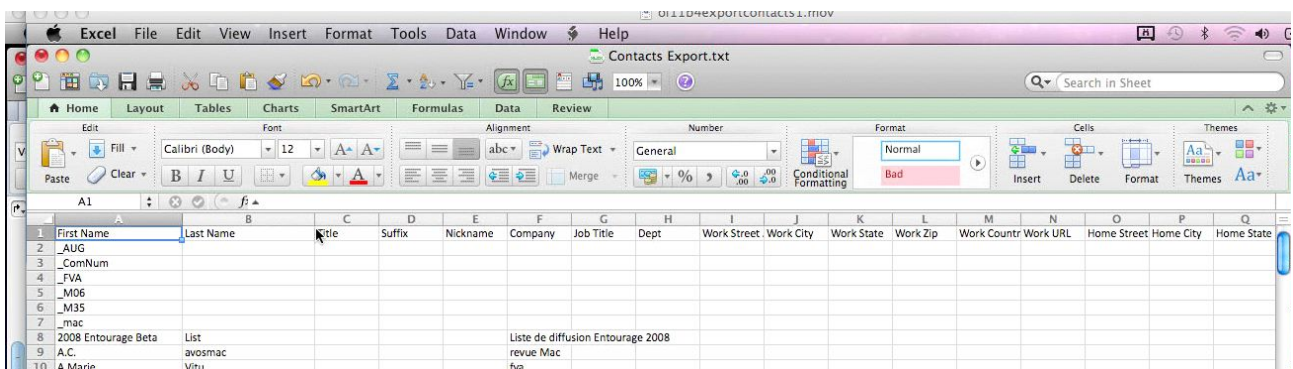 of11b4exportcontacts1.mov
Excel File Edit View Insert Format Tools Data Window Help
Contacts Export.txt
100% Search in Sheet
Home Layout Tables Charts SmartArt Formulas Data Review
Edit Font Alignment Number Format Cells Themes
Fill Calibri (Body) 12 A A abc Wrap Text General Normal
Paste Clear B I U A Merge % Conditional Formatting Bad Insert Delete Format Themes Aa
A1 fx
A B C D E F G H I J K L M N O P Q
1 First Name Last Name Title Suffix Nickname Company Job Title Dept Work Street Work City Work State Work Zip Work Countr Work URL Home Street Home City Home State
2 _AUG
3 _ComNum
4 _FVA
5 _M06
6 _M35
7 _mac
8 2008 Entourage Beta List Liste de diffusion Entourage 2008
9 A.C. avosmac revue Mac
10 A Marie Vitu fva